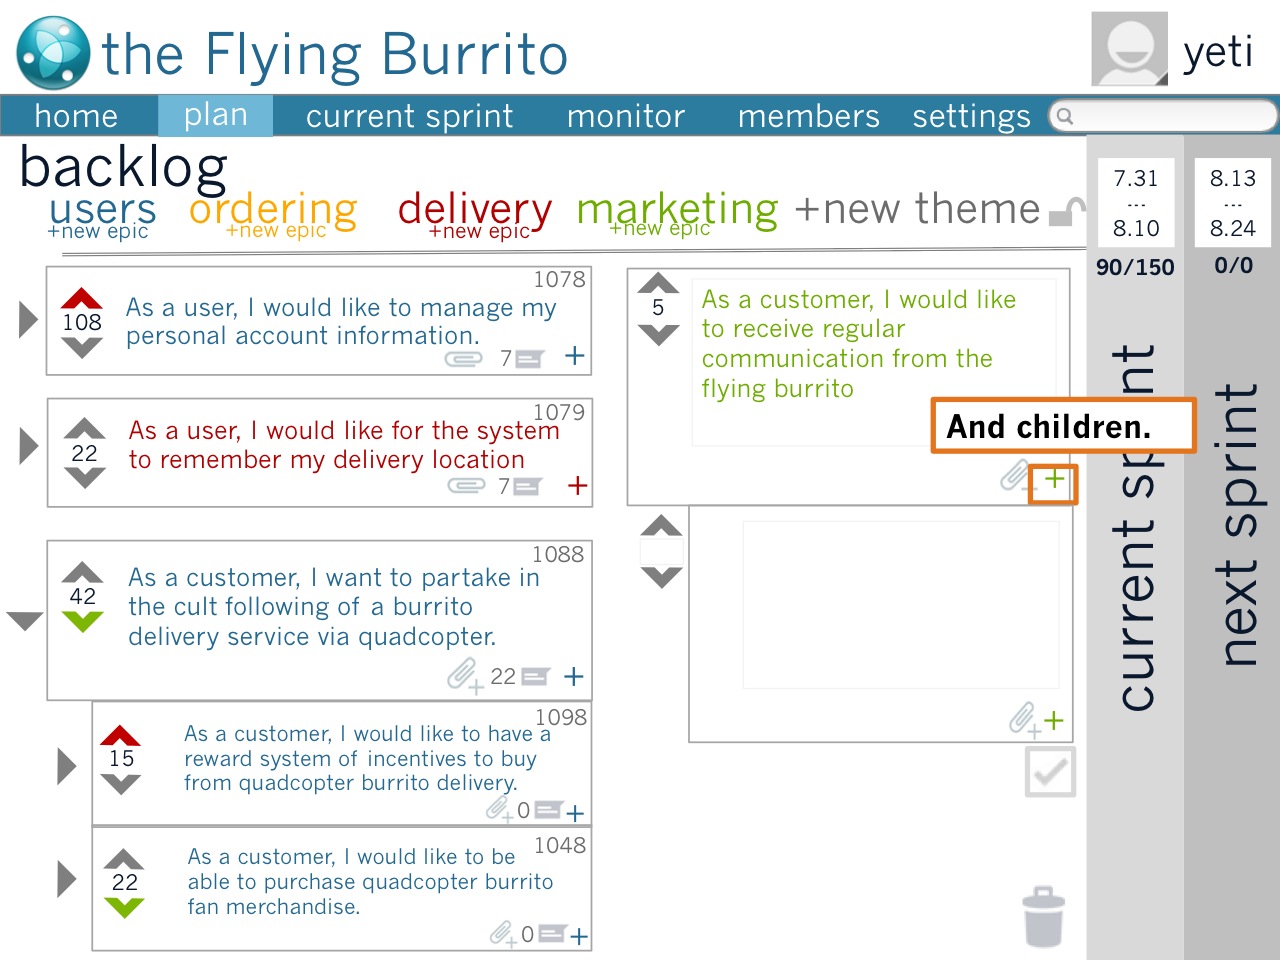 the Flying Burrito
yeti
home plan current sprint monitor members settings
backlog
users ordering delivery marketing +new theme
+new epic +new epic +new epic +new epic
7.31
...
8.10
90/150
8.13
...
8.24
0/0
current sprint
next sprint
1078
108
As a user, I would like to manage my
personal account information.
7
+
1079
22
As a user, I would like for the system
to remember my delivery location
7
+
1088
42
As a customer, I want to partake in
the cult following of a burrito
delivery service via quadcopter.
22
+
1098
15
As a customer, I would like to have a
reward system of incentives to buy
from quadcopter burrito delivery.
0
+
1048
22
As a customer, I would like to be
able to purchase quadcopter burrito
fan merchandise.
0
+
5
As a customer, I would like
to receive regular
communication from the
flying burrito
And children.
+
+